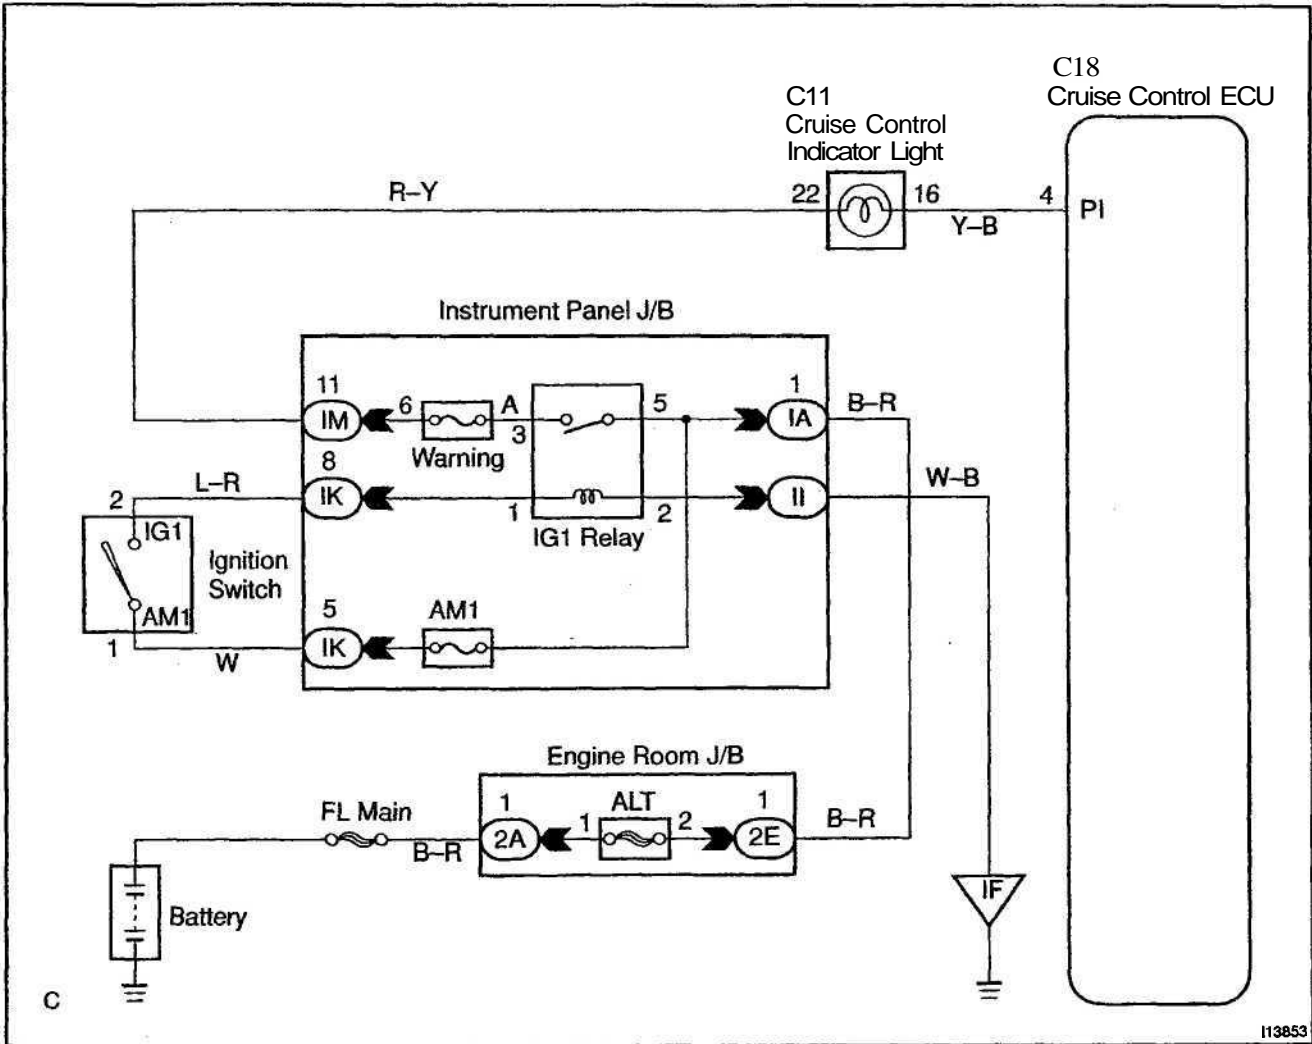 C18
Cruise Control ECU
C11
Cruise Control
Indicator Light
R–Y
22
16
4
PI
Y–B
Instrument Panel J/B
11
IM
6
A
3
5
1
IA
B–R
Warning
8
IK
L–R
2
1
2
II
W–B
IG1
IG1 Relay
Ignition
Switch
AM1
1
W
5
IK
AM1
Engine Room J/B
FL Main
1
2A
1
ALT
2
1
2E
B–R
B–R
Battery
IF
C
I13853